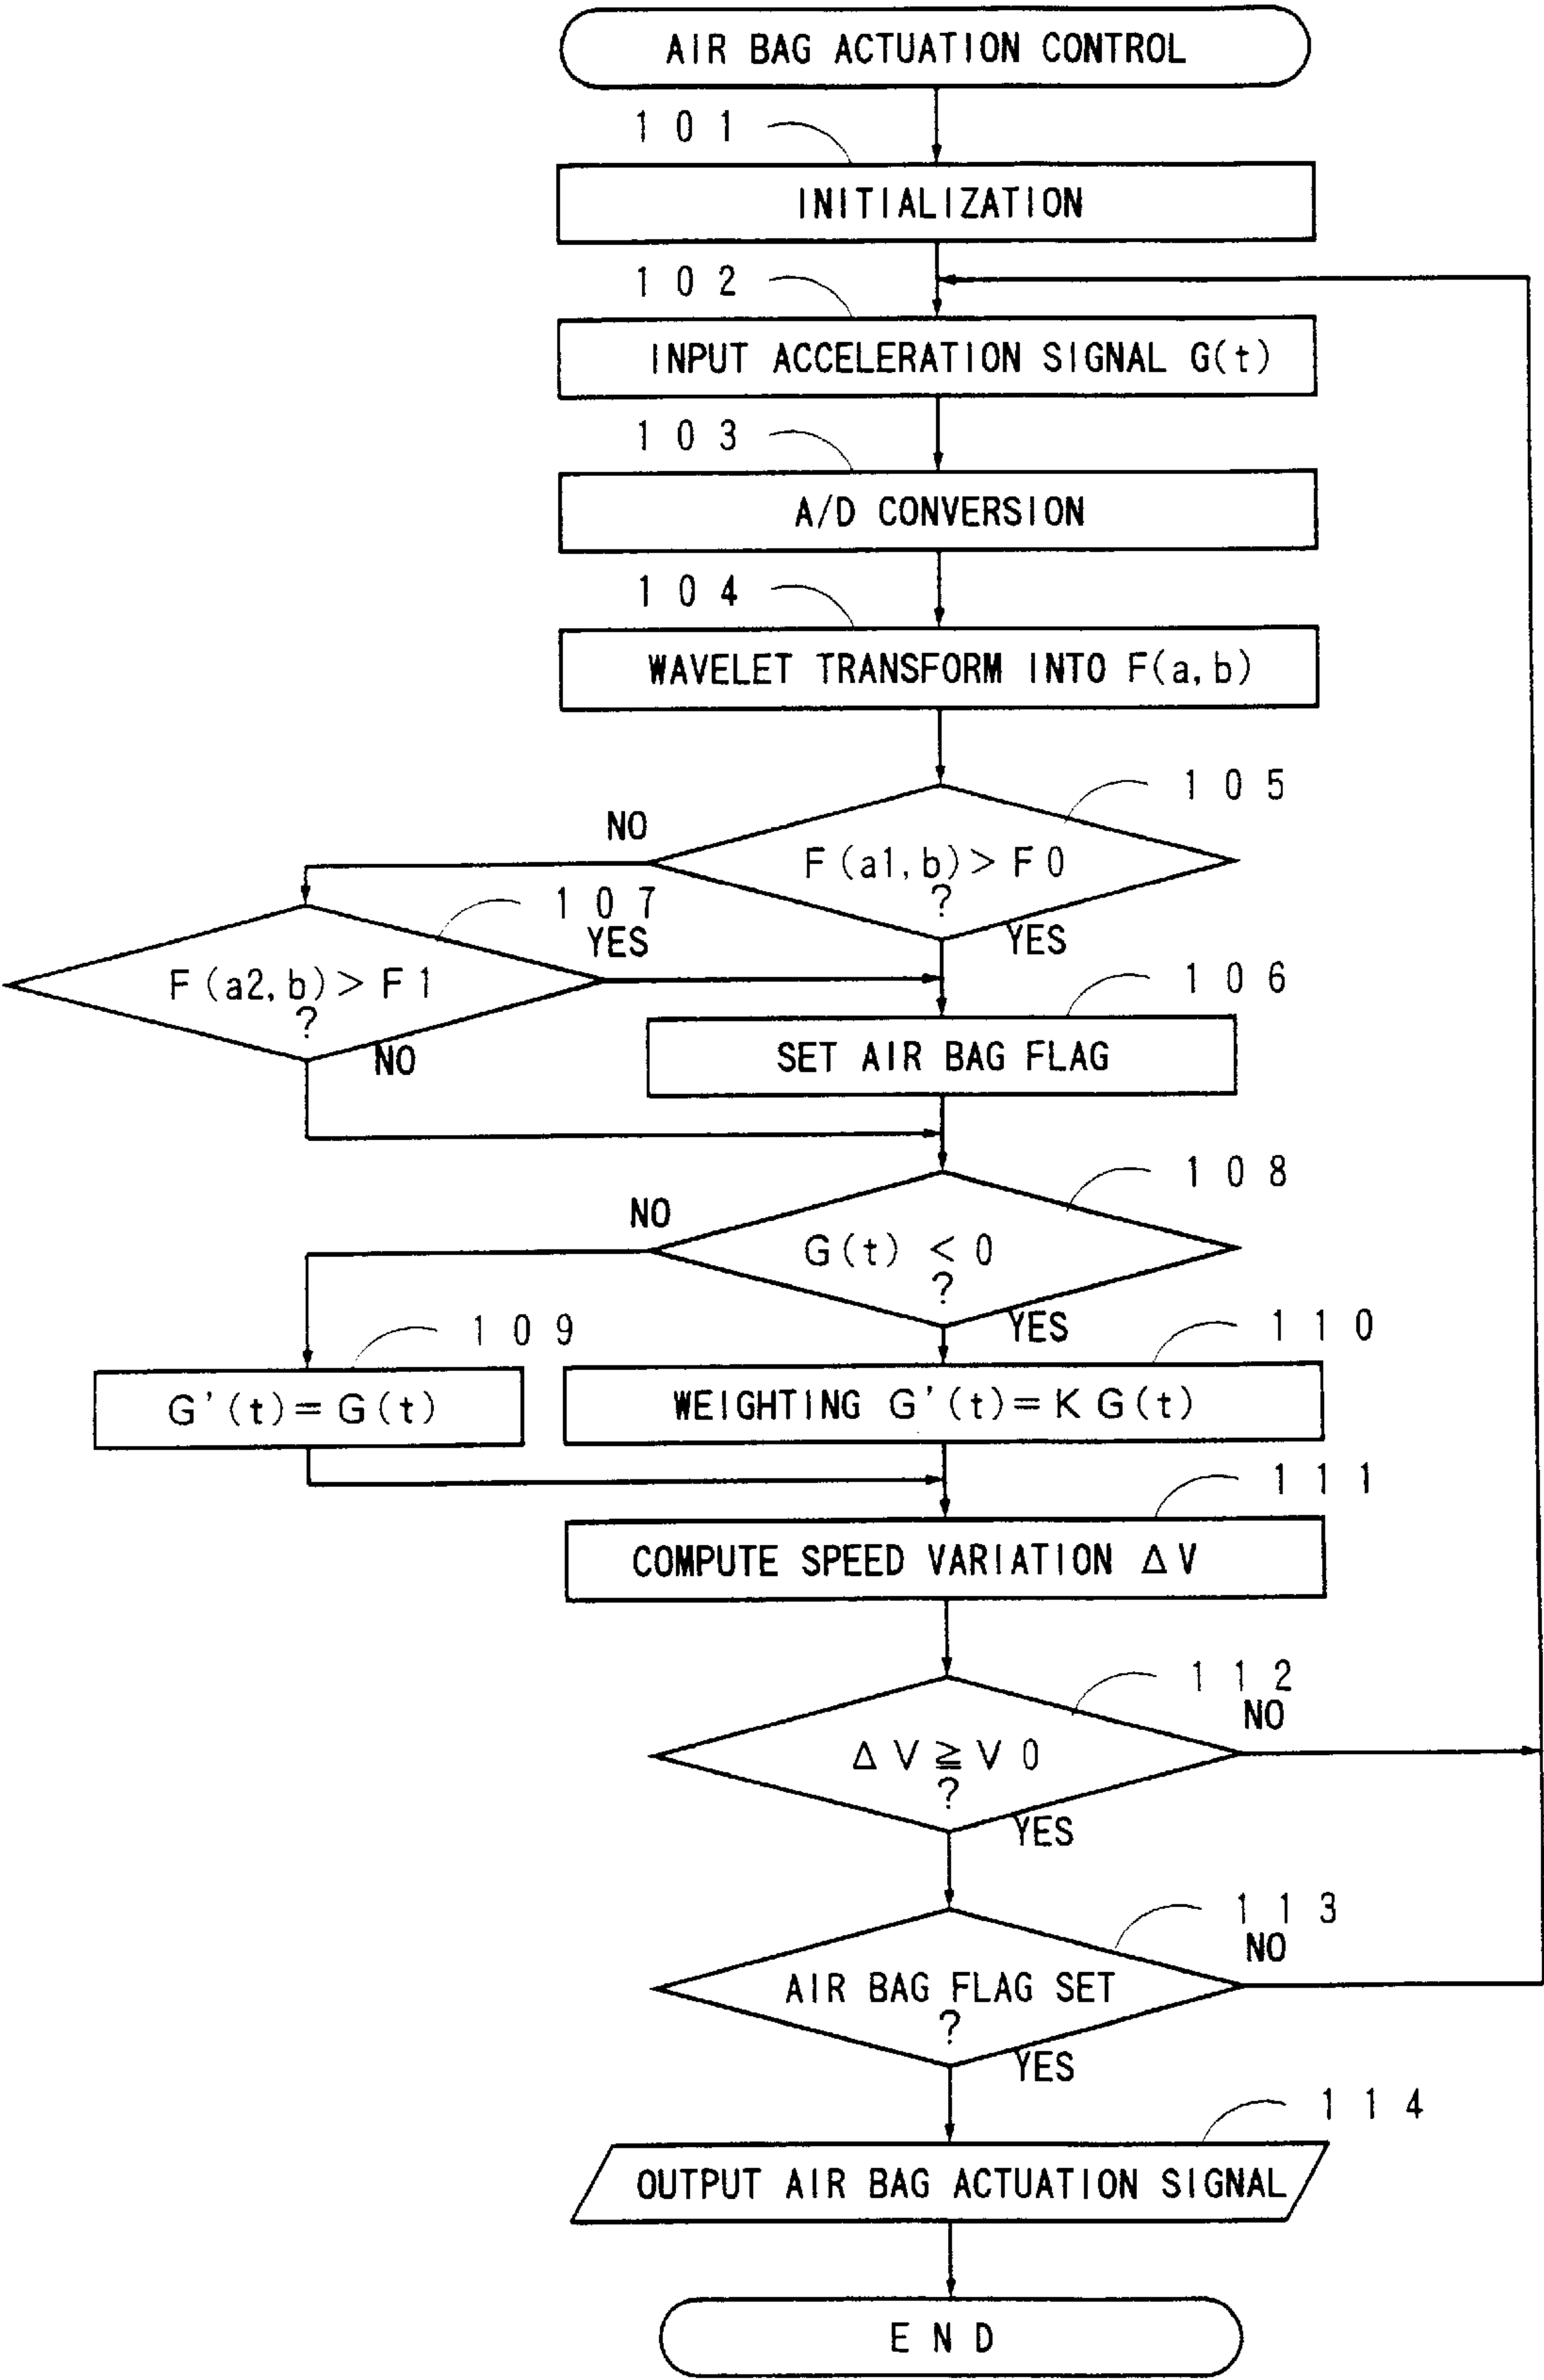 AIR BAG ACTUATION CONTROL
101
INITIALIZATION
102
INPUT ACCELERATION SIGNAL G(t)
103
A/D CONVERSION
104
WAVELET TRANSFORM INTO F(a,b)
105
NO
F(a1,b)>F0
?
YES
107
YES
F(a2,b)>F1
?
NO
106
SET AIR BAG FLAG
108
NO
G(t) <0
?
YES
109
G'(t)=G(t)
110
WEIGHTING G'(t)=KG(t)
111
COMPUTE SPEED VARIATION ΔV
112
NO
ΔV≧V0
?
YES
113
NO
AIR BAG FLAG SET
?
YES
114
OUTPUT AIR BAG ACTUATION SIGNAL
END